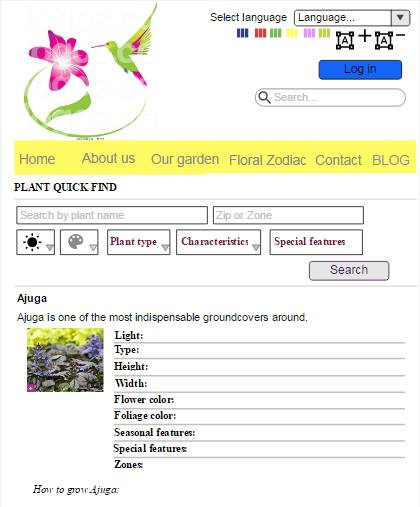 Select language Language...
A + A −
Log in
Search...
Home About us Our garden Floral Zodiac Contact BLOG
PLANT QUICK FIND
Search by plant name Zip or Zone
Plant type Characteristics Special features
Search
Ajuga
Ajuga is one of the most indispensable groundcovers around.
Light:
Type:
Height:
Width:
Flower color:
Foliage color:
Seasonal features:
Special features:
Zones:
How to grow Ajuga: